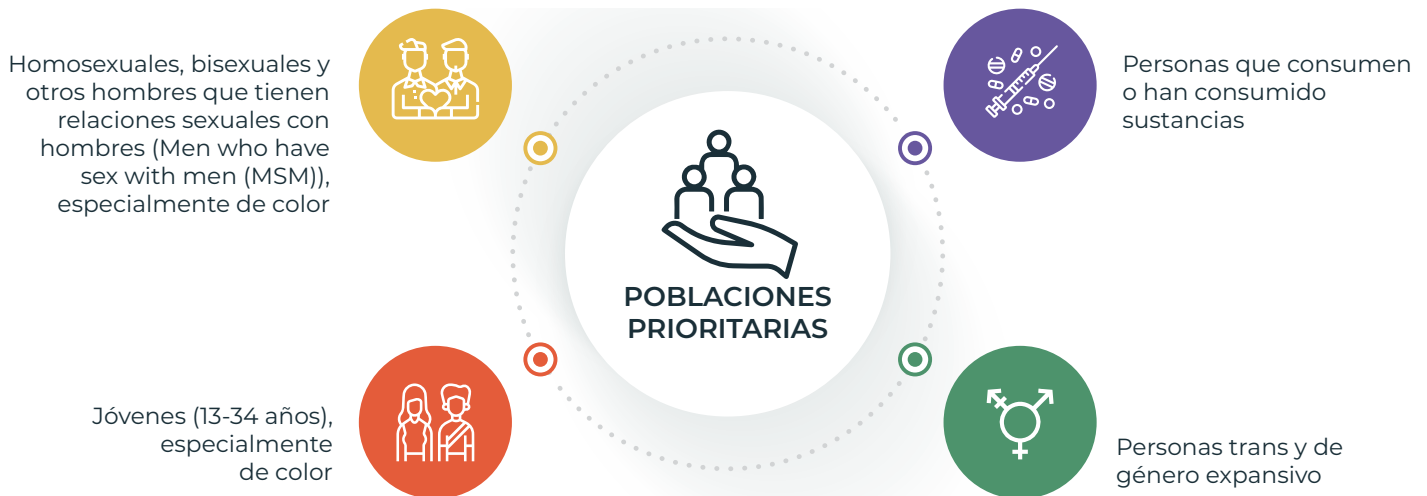 Homosexuales, bisexuales y
otros hombres que tienen
relaciones sexuales con
hombres (Men who have
sex with men (MSM)),
especialmente de color
Personas que consumen
o han consumido
sustancias
POBLACIONES
PRIORITARIAS
Jóvenes (13-34 años),
especialmente
de color
Personas trans y de
género expansivo